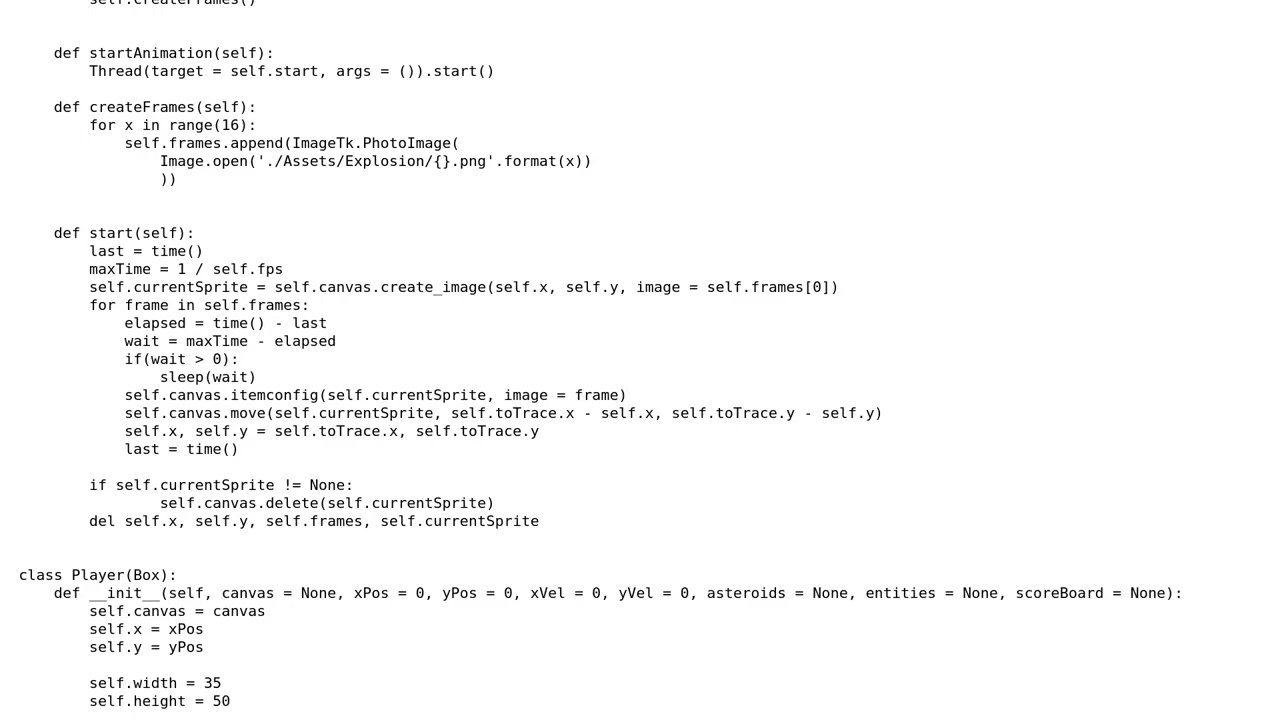 self.createFrames()
def startAnimation(self):
Thread(target = self.start, args = ()).start()
def createFrames(self):
for x in range(16):
self.frames.append(ImageTk.PhotoImage(
Image.open('./Assets/Explosion/{}.png'.format(x))
))
def start(self):
last = time()
maxTime = 1 / self.fps
self.currentSprite = self.canvas.create_image(self.x, self.y, image = self.frames[0])
for frame in self.frames:
elapsed = time() - last
wait = maxTime - elapsed
if(wait > 0):
sleep(wait)
self.canvas.itemconfig(self.currentSprite, image = frame)
self.canvas.move(self.currentSprite, self.toTrace.x - self.x, self.toTrace.y - self.y)
self.x, self.y = self.toTrace.x, self.toTrace.y
last = time()
if self.currentSprite != None:
self.canvas.delete(self.currentSprite)
del self.x, self.y, self.frames, self.currentSprite
class Player(Box):
def __init__(self, canvas = None, xPos = 0, yPos = 0, xVel = 0, yVel = 0, asteroids = None, entities = None, scoreBoard = None):
self.canvas = canvas
self.x = xPos
self.y = yPos
self.width = 35
self.height = 50